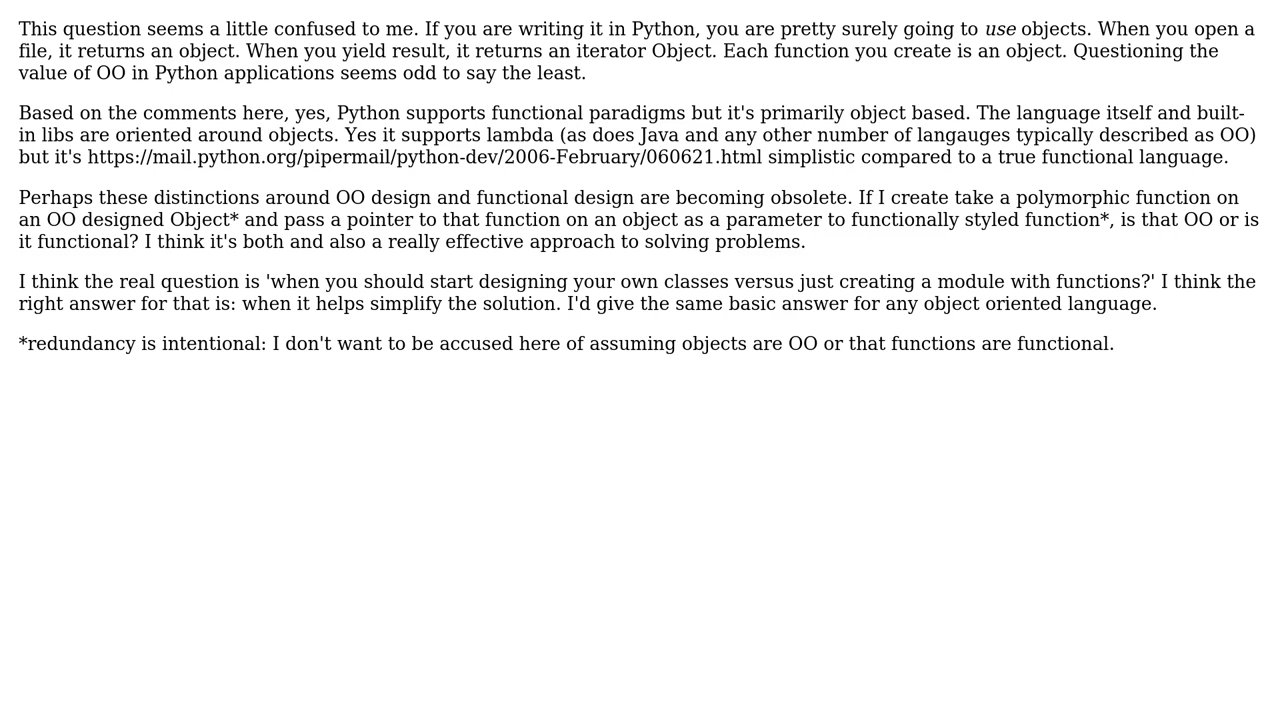 This question seems a little confused to me. If you are writing it in Python, you are pretty surely going to use objects. When you open a
file, it returns an object. When you yield result, it returns an iterator Object. Each function you create is an object. Questioning the
value of OO in Python applications seems odd to say the least.
Based on the comments here, yes, Python supports functional paradigms but it's primarily object based. The language itself and built-
in libs are oriented around objects. Yes it supports lambda (as does Java and any other number of langauges typically described as OO)
but it's https://mail.python.org/pipermail/python-dev/2006-February/060621.html simplistic compared to a true functional language.
Perhaps these distinctions around OO design and functional design are becoming obsolete. If I create take a polymorphic function on
an OO designed Object* and pass a pointer to that function on an object as a parameter to functionally styled function*, is that OO or is
it functional? I think it's both and also a really effective approach to solving problems.
I think the real question is 'when you should start designing your own classes versus just creating a module with functions?' I think the
right answer for that is: when it helps simplify the solution. I'd give the same basic answer for any object oriented language.
*redundancy is intentional: I don't want to be accused here of assuming objects are OO or that functions are functional.